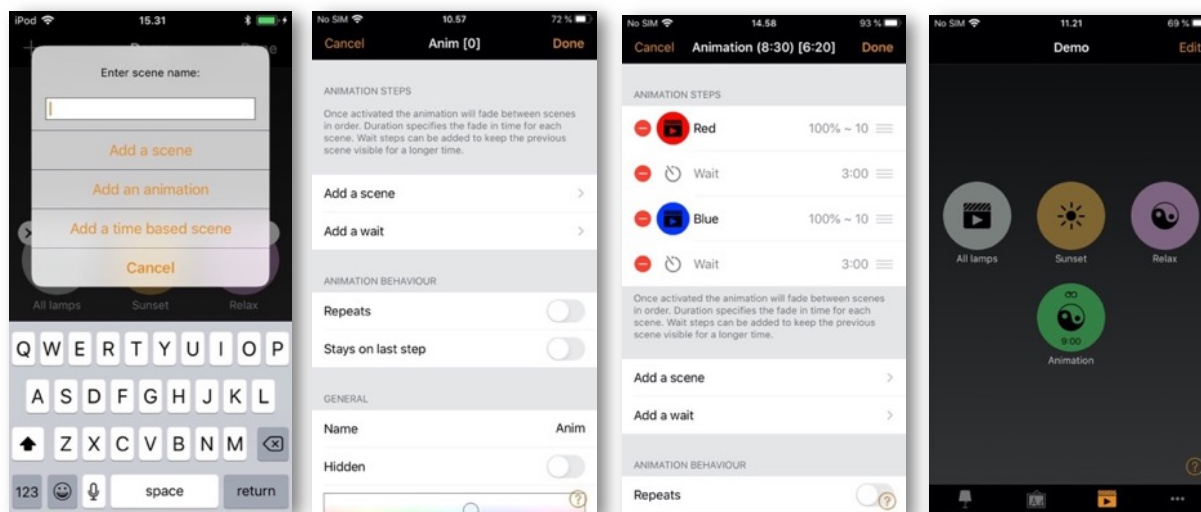 iPod 15.31
Done
Enter scene name:
Add a scene
Add an animation
Add a time based scene
Cancel
All lamps Sunset Relax
Q W E R T Y U I O P
A S D F G H J K L
Z X C V B N M
123 space return
No SIM 10.57 72 %
Cancel Anim [0] Done
ANIMATION STEPS
Once activated the animation will fade between scenes
in order. Duration specifies the fade in time for each
scene. Wait steps can be added to keep the previous
scene visible for a longer time.
Add a scene
Add a wait
ANIMATION BEHAVIOUR
Repeats
Stays on last step
GENERAL
Name Anim
Hidden
?
No SIM 14.58 93 %
Cancel Animation (8:30) [6:20] Done
ANIMATION STEPS
Red 100% ~ 10
Wait 3:00
Blue 100% ~ 10
Wait 3:00
Once activated the animation will fade between scenes
in order. Duration specifies the fade in time for each
scene. Wait steps can be added to keep the previous
scene visible for a longer time.
Add a scene
Add a wait
ANIMATION BEHAVIOUR
Repeats
?
No SIM 11.21 69 %
Demo Edit
All lamps Sunset Relax
9:00
Animation
?